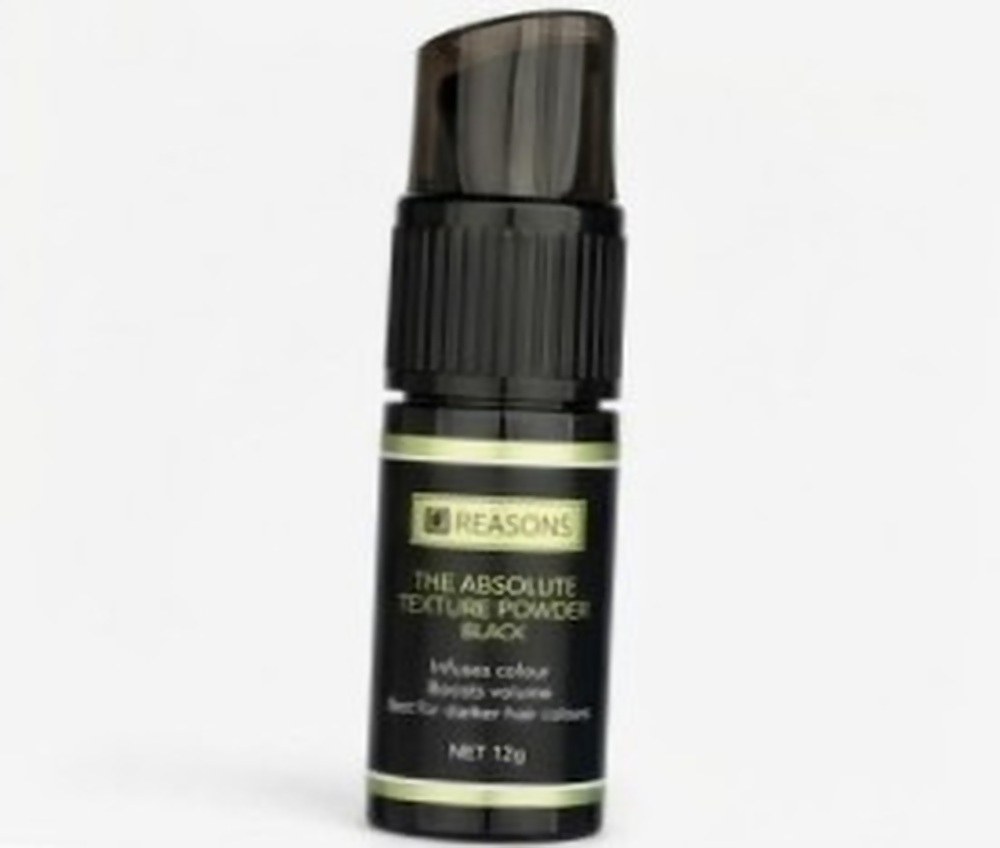 REASONS
THE ABSOLUTE
TEXTURE POWDER
BLACK
Infuses colour
Boosts volume
Best for darker hair colours
NET 12g